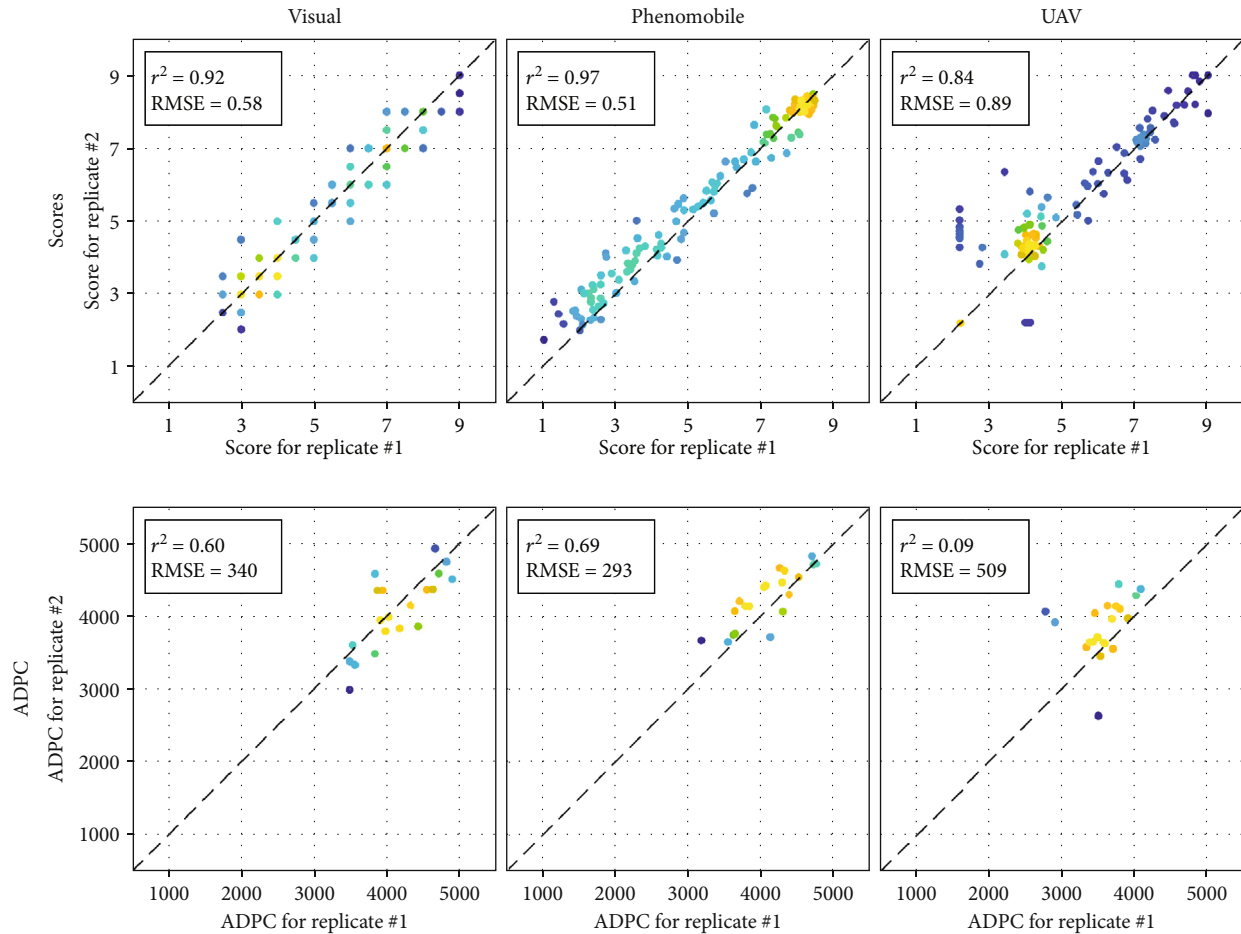 Visual
Phenomobile
UAV
Scores
Score for replicate #2
9
7
5
3
1
r² = 0.92
RMSE = 0.58
r² = 0.97
RMSE = 0.51
r² = 0.84
RMSE = 0.89
1 3 5 7 9
1 3 5 7 9
1 3 5 7 9
Score for replicate #1
Score for replicate #1
Score for replicate #1
ADPC
ADPC for replicate #2
5000
4000
3000
2000
1000
r² = 0.60
RMSE = 340
r² = 0.69
RMSE = 293
r² = 0.09
RMSE = 509
1000 2000 3000 4000 5000
1000 2000 3000 4000 5000
1000 2000 3000 4000 5000
ADPC for replicate #1
ADPC for replicate #1
ADPC for replicate #1